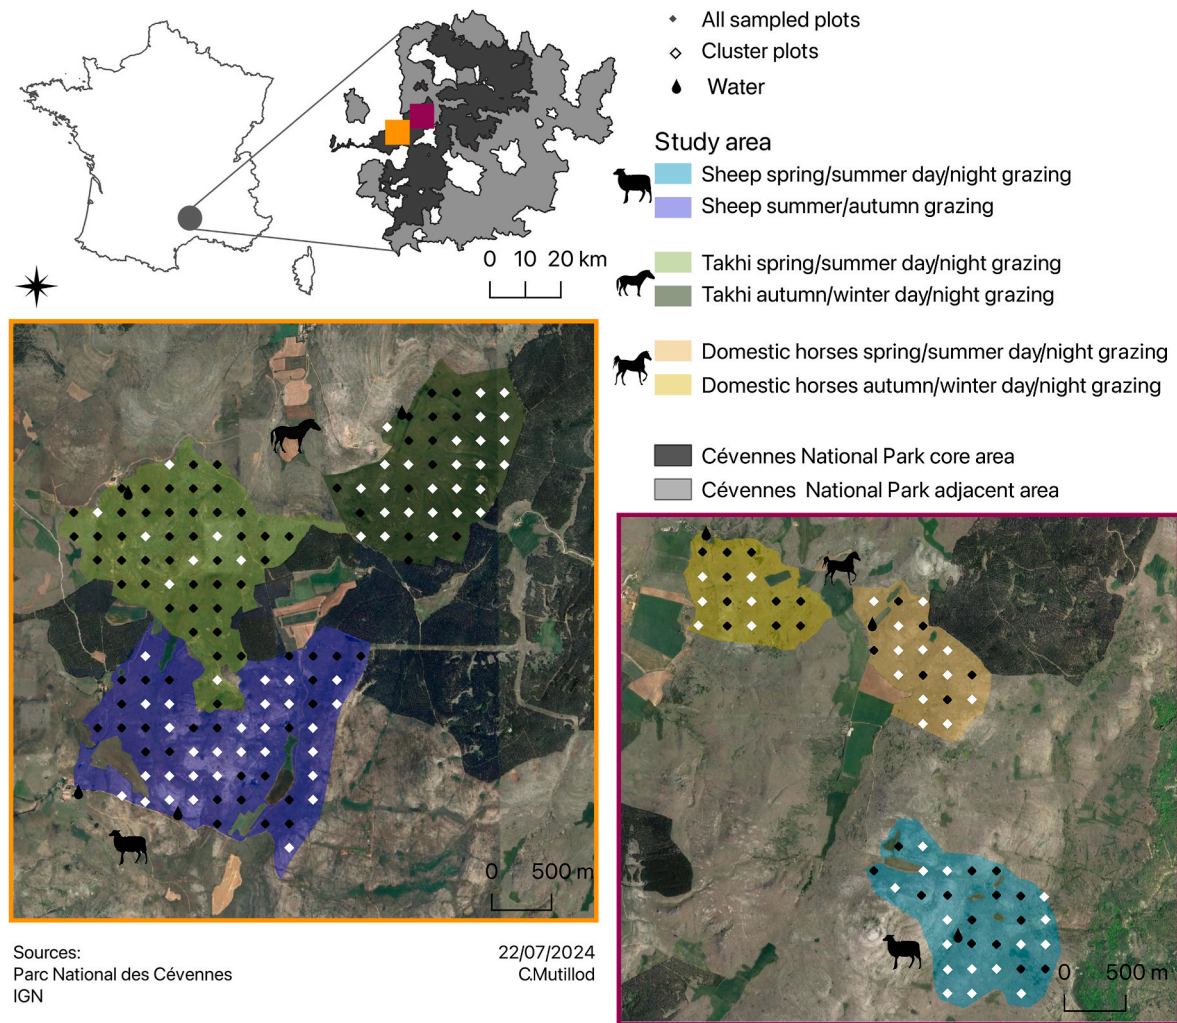 All sampled plots
Cluster plots
Water
Study area
Sheep spring/summer day/night grazing
Sheep summer/autumn grazing
0 10 20 km
Takhi spring/summer day/night grazing
Takhi autumn/winter day/night grazing
Domestic horses spring/summer day/night grazing
Domestic horses autumn/winter day/night grazing
Cévennes National Park core area
Cévennes National Park adjacent area
0 500 m
0 500 m
Sources:
Parc National des Cévennes
IGN
22/07/2024
C.Mutillod